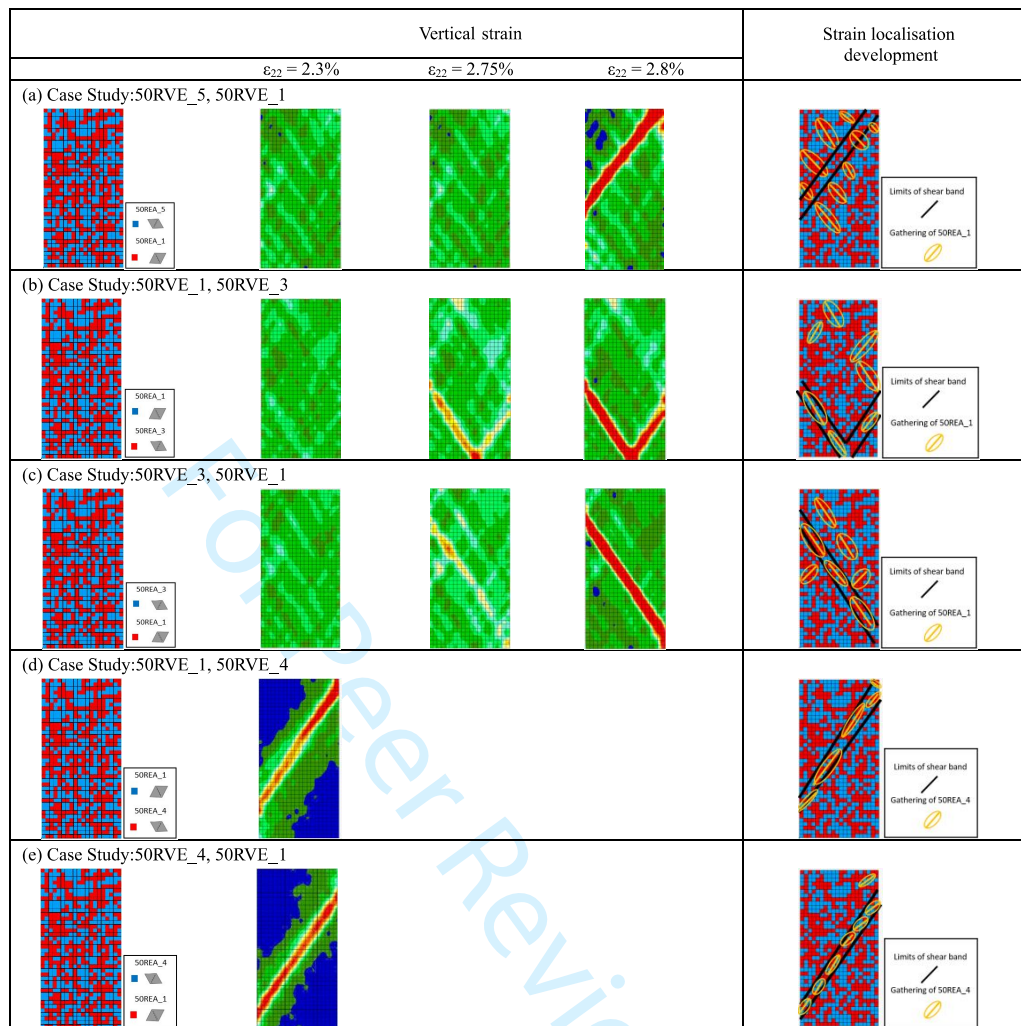 Vertical strain
Strain localisation
development
ε22 = 2.3% ε22 = 2.75% ε22 = 2.8%
(a) Case Study:50RVE_5, 50RVE_1
50REA_5
50REA_1
Limits of shear band
Gathering of 50REA_1
(b) Case Study:50RVE_1, 50RVE_3
50REA_1
50REA_3
Limits of shear band
Gathering of 50REA_1
(c) Case Study:50RVE_3, 50RVE_1
50REA_3
50REA_1
Limits of shear band
Gathering of 50REA_1
(d) Case Study:50RVE_1, 50RVE_4
50REA_1
50REA_4
Limits of shear band
Gathering of 50REA_4
(e) Case Study:50RVE_4, 50RVE_1
50REA_4
50REA_1
Limits of shear band
Gathering of 50REA_4
For Peer Revie